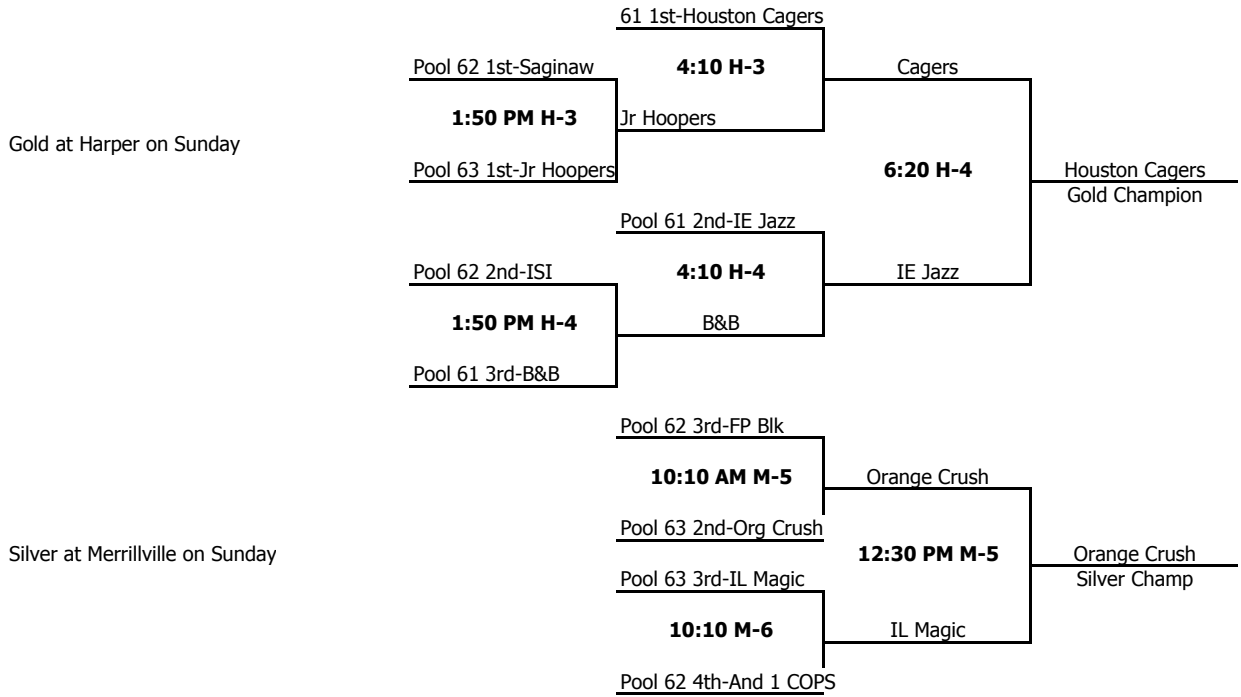 61 1st-Houston Cagers
Pool 62 1st-Saginaw
4:10 H-3
Cagers
1:50 PM H-3
Jr Hoopers
Gold at Harper on Sunday
Pool 63 1st-Jr Hoopers
6:20 H-4
Houston Cagers
Gold Champion
Pool 61 2nd-IE Jazz
Pool 62 2nd-ISI
4:10 H-4
IE Jazz
1:50 PM H-4
B&B
Pool 61 3rd-B&B
Pool 62 3rd-FP Blk
10:10 AM M-5
Orange Crush
Pool 63 2nd-Org Crush
Silver at Merrillville on Sunday
12:30 PM M-5
Orange Crush
Pool 63 3rd-IL Magic
Silver Champ
10:10 M-6
IL Magic
Pool 62 4th-And 1 COPS